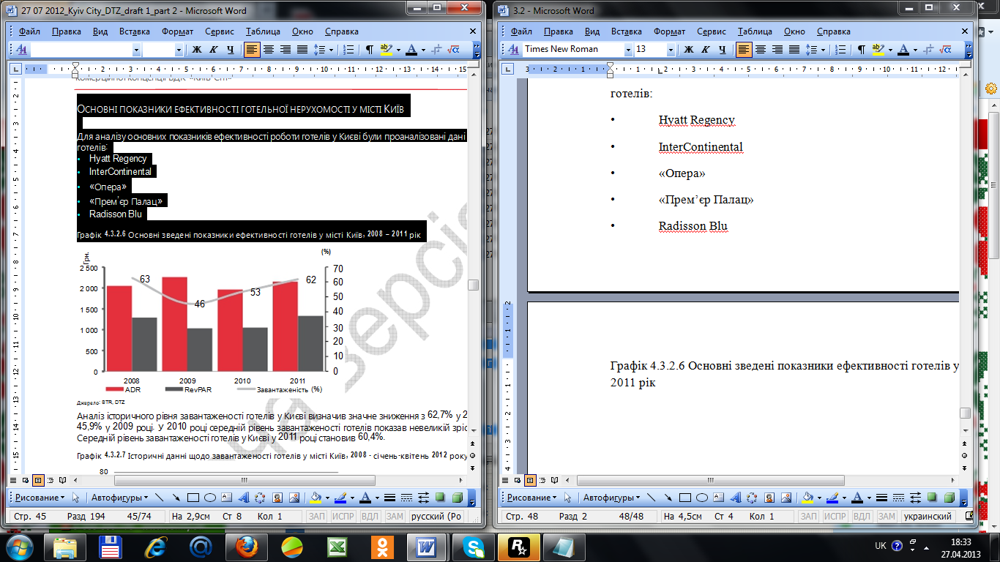 27 07 2012_Kyiv City_DTZ_draft 1_part 2 - Microsoft Word
Файл Правка Вид Вставка Формат Сервис Таблица Окно Справка
комерційної концепції БДК «Київ Сіті»
Основні показники ефективності готельної нерухомості у місті Київ
Для аналізу основних показників ефективності роботи готелів у Києві були проаналізовані дані
готелів:
• Hyatt Regency
• InterContinental
• «Опера»
• «Прем’єр Палац»
• Radisson Blu
Графік 4.3.2.6 Основні зведені показники ефективності готелів у місті Київ, 2008 – 2011 рік
Грн.
(%)
2 500
2 000
1 500
1 000
500
0
63
46
53
62
70
60
50
40
30
20
10
0
2008 2009 2010 2011
ADR RevPAR Завантаженість (%)
Джерело: STR, DTZ
Аналіз історичного рівня завантаженості готелів у Києві визначив значне зниження з 62,7% у 2
45,9% у 2009 році. У 2010 році середній рівень завантаженості готелів показав невеликий зріс
Середній рівень завантаженості готелів у Києві у 2011 році становив 60,4%.
Графік 4.3.2.7 Історичні данні щодо завантаженості готелів у місті Київ, 2008 - січень-квітень 2012 року
80
Рисование Автофигуры
Стр. 45 Разд 194 45/74 На 2,9см Ст 8 Кол 1 ЗАП ИСПР ВДЛ ЗАМ русский (Ро
3.2 - Microsoft Word
Файл Правка Вид Вставка Формат Сервис Таблица Окно Справка
Times New Roman 13 Ж К Ч
готелів:
• Hyatt Regency
• InterContinental
• «Опера»
• «Прем’єр Палац»
• Radisson Blu
Графік 4.3.2.6 Основні зведені показники ефективності готелів у
2011 рік
Рисование Автофигуры
Стр. 48 Разд 2 48/48 На 4,5см Ст 4 Кол 1 ЗАП ИСПР ВДЛ ЗАМ украинский
UK 18:33
27.04.2013